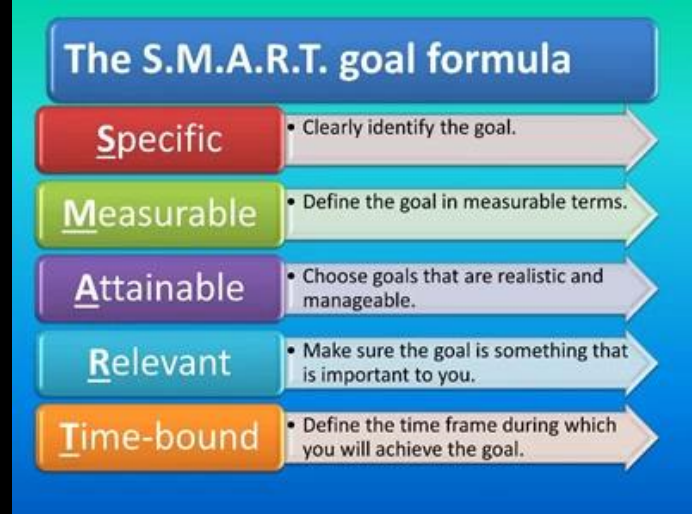 The S.M.A.R.T. goal formula
Specific
• Clearly identify the goal.
Measurable
• Define the goal in measurable terms.
Attainable
• Choose goals that are realistic and
manageable.
Relevant
• Make sure the goal is something that
is important to you.
Time-bound
• Define the time frame during which
you will achieve the goal.